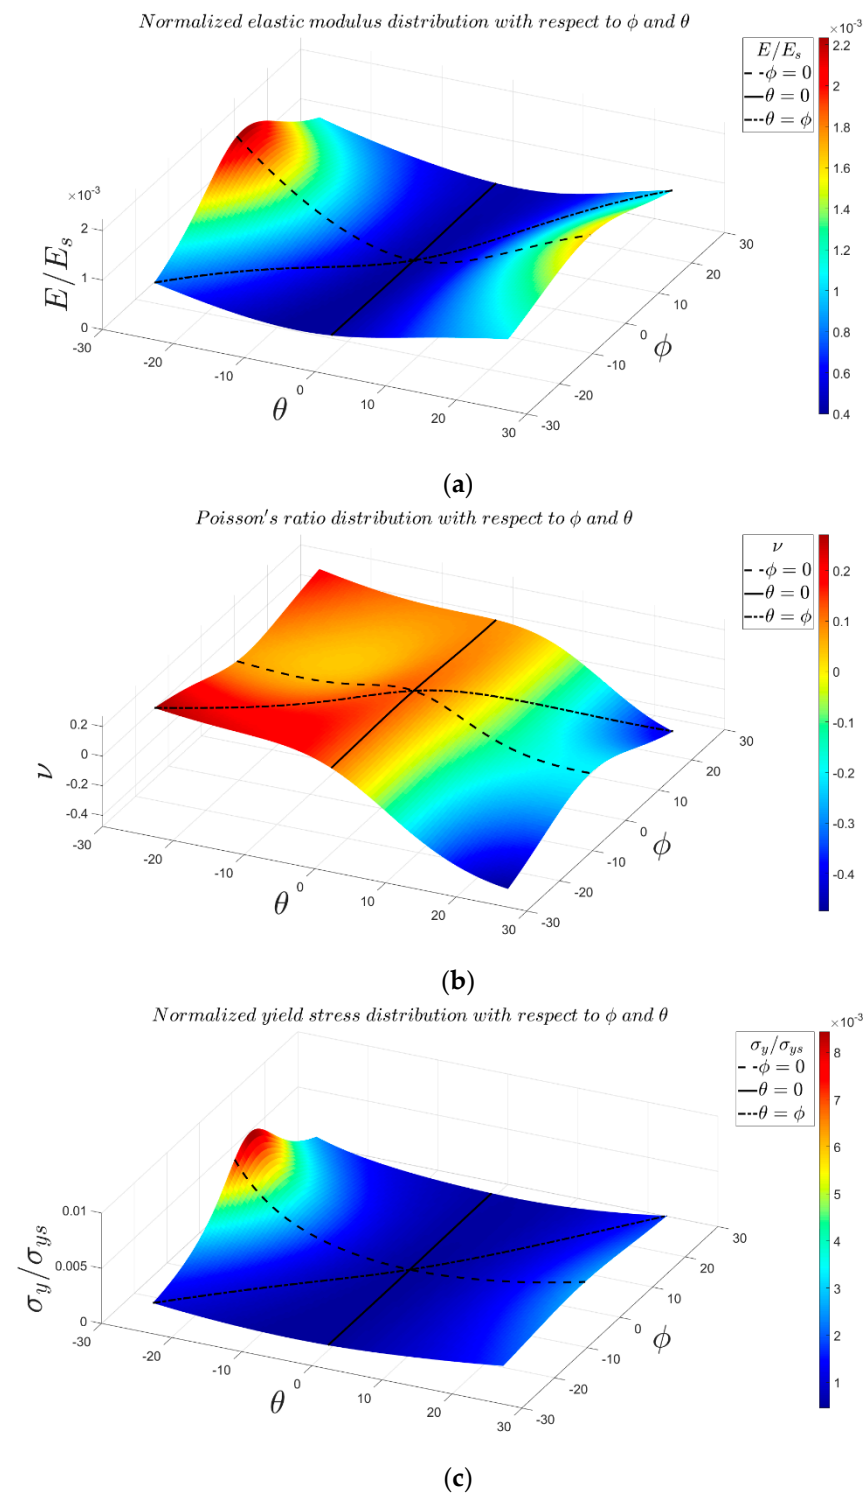 Normalized elastic modulus distribution with respect to ϕ and θ
×10⁻³
E/Eₛ
ϕ = 0
θ = 0
θ = ϕ
2.2
2
1.8
1.6
1.4
1.2
1
0.8
0.6
0.4
×10⁻³
2
1
0
E/Eₛ
-30
-20
-10
0
10
20
30
θ
-30
-20
-10
0
10
20
30
ϕ
(a)
Poisson's ratio distribution with respect to ϕ and θ
ν
ϕ = 0
θ = 0
θ = ϕ
0.2
0.1
0
-0.1
-0.2
-0.3
-0.4
0.2
0
-0.2
-0.4
ν
-30
-20
-10
0
10
20
30
θ
-30
-20
-10
0
10
20
30
ϕ
(b)
Normalized yield stress distribution with respect to ϕ and θ
×10⁻³
σ_y/σ_ys
ϕ = 0
θ = 0
θ = ϕ
8
7
6
5
4
3
2
1
0.01
0.005
0
σ_y/σ_ys
-30
-20
-10
0
10
20
30
θ
-30
-20
-10
0
10
20
30
ϕ
(c)